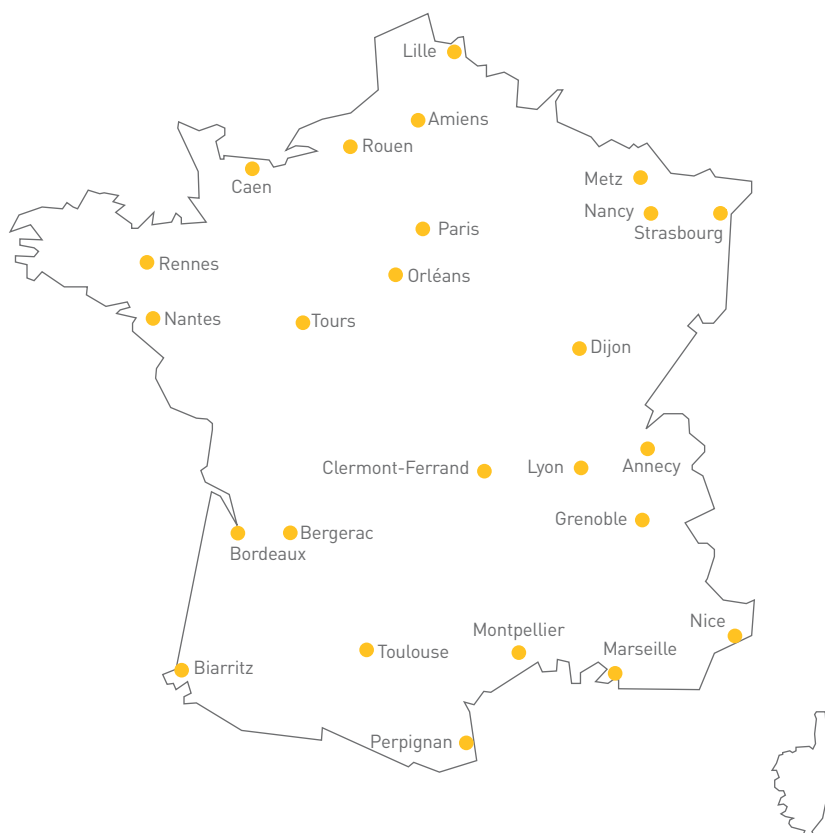 Lille
Amiens
Rouen
Caen
Metz
Nancy
Strasbourg
Paris
Rennes
Orléans
Nantes
Tours
Dijon
Clermont-Ferrand
Lyon
Annecy
Grenoble
Bergerac
Bordeaux
Nice
Montpellier
Marseille
Toulouse
Biarritz
Perpignan